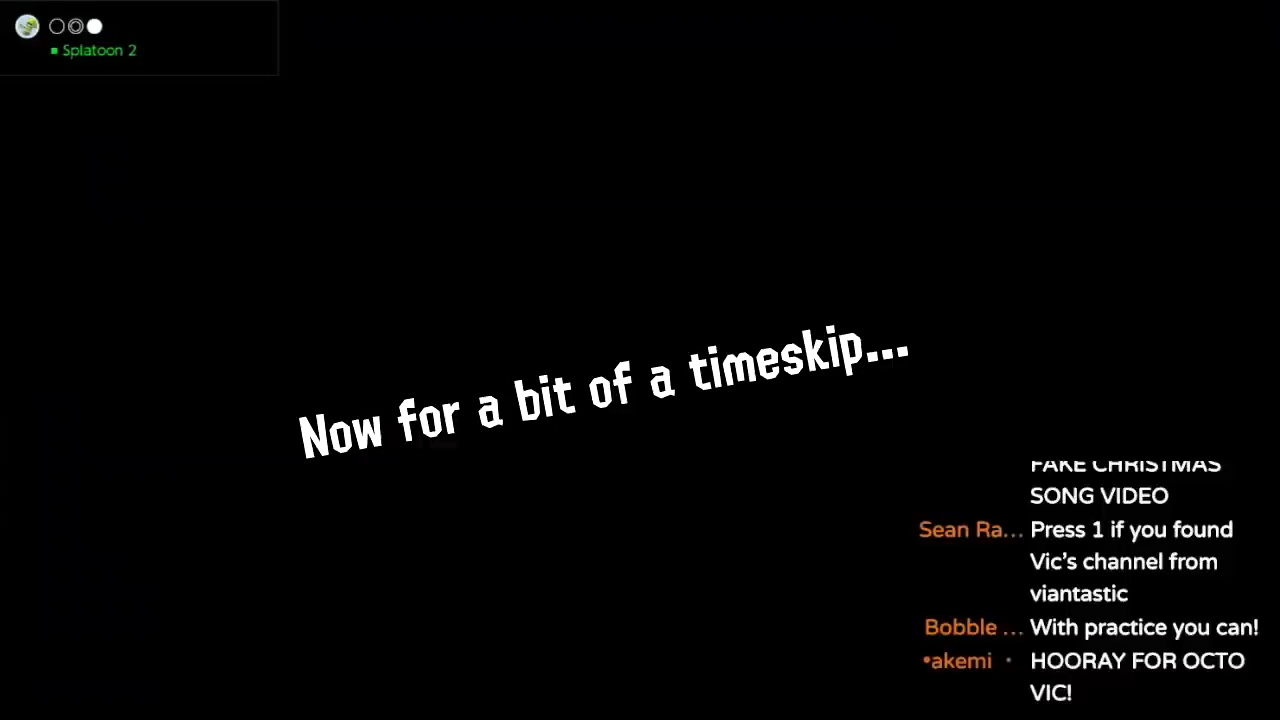 Splatoon 2
Now for a bit of a timeskip...
FAKE CHRISTMAS
SONG VIDEO
Sean Ra... Press 1 if you found
Vic's channel from
viantastic
Bobble ... With practice you can!
•akemi · HOORAY FOR OCTO
VIC!